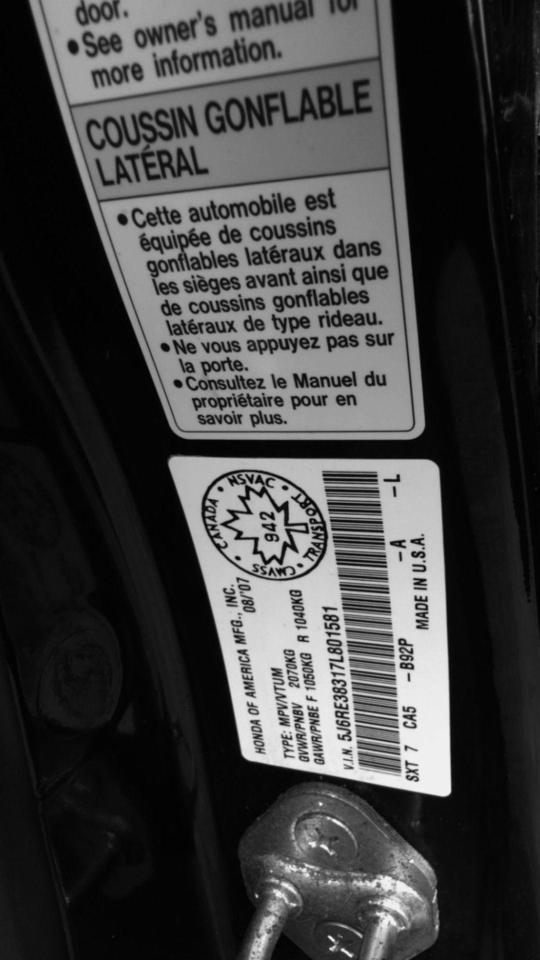 door.
• See owner's manual for
more information.
COUSSIN GONFLABLE
LATÉRAL
• Cette automobile est
équipée de coussins
gonflables latéraux dans
les sièges avant ainsi que
de coussins gonflables
latéraux de type rideau.
• Ne vous appuyez pas sur
la porte.
• Consultez le Manuel du
propriétaire pour en
savoir plus.
CANADA • NSVAC • TRANSPORT • CMVSS •
942
HONDA OF AMERICA MFG., INC.
08/'07
TYPE: MPV/VTUM
GVWR/PNBV 2070KG
GAWR/PNBE F 1050KG R 1040KG
V.I.N. 5J6RE38317L801581
SXT 7 CA5 -B92P -A -L
MADE IN U.S.A.